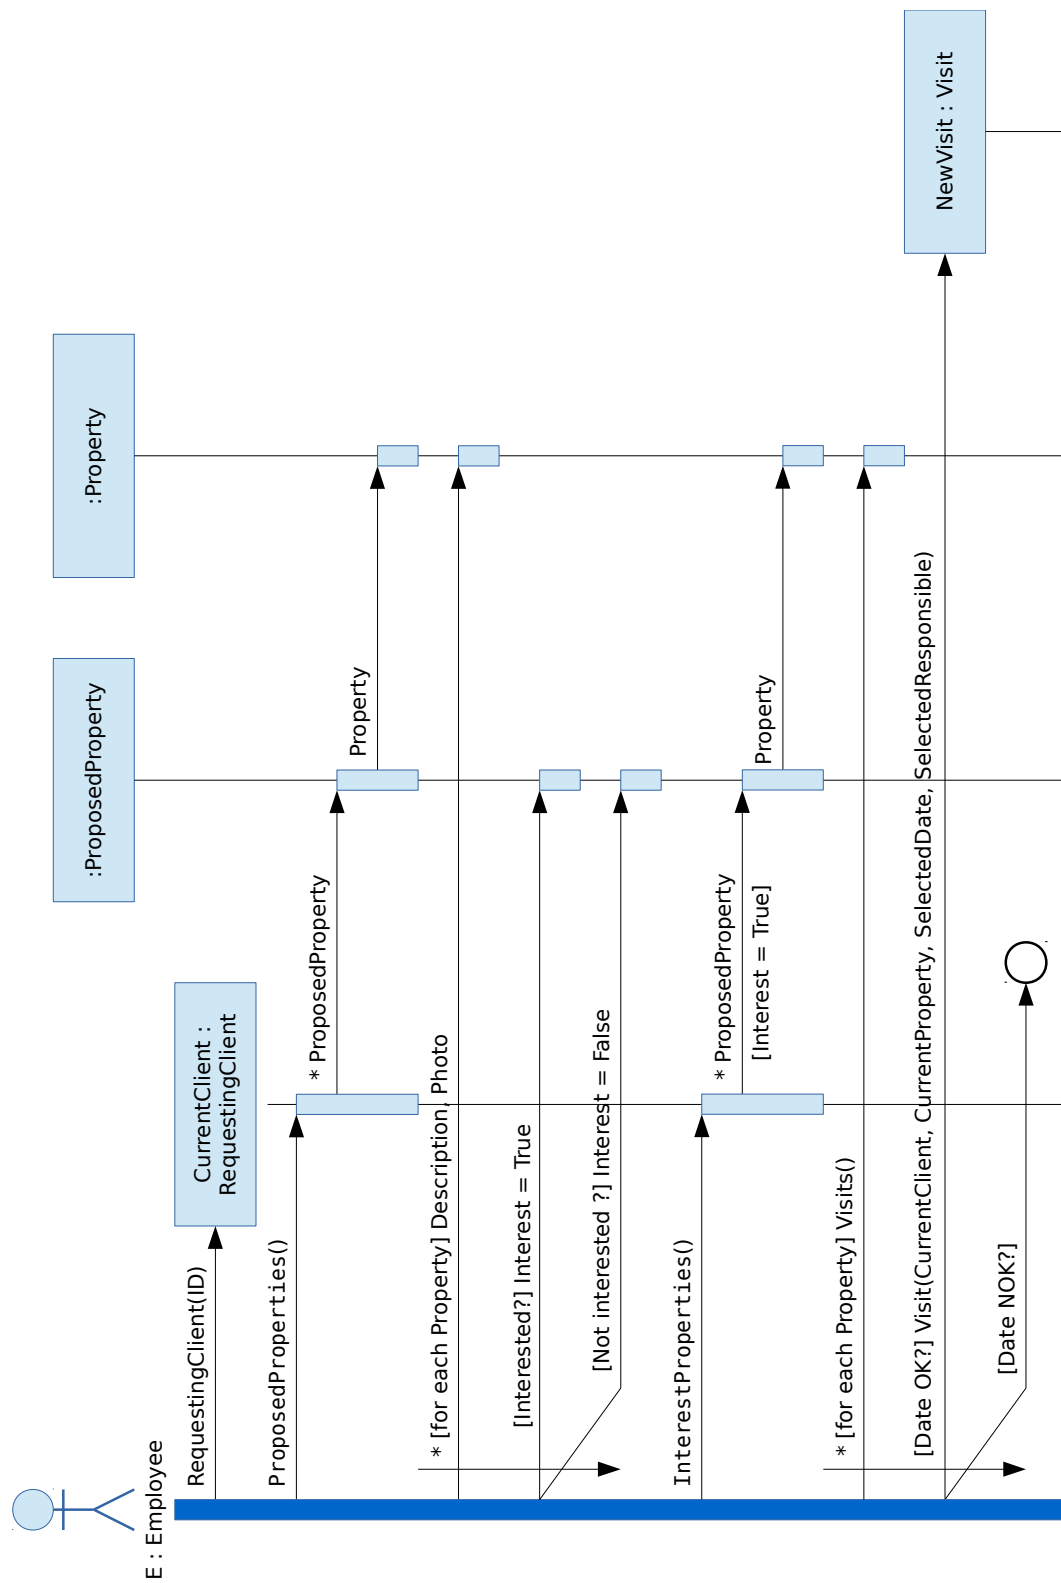 E : Employee
RequestingClient(ID)
CurrentClient :
RequestingClient
:ProposedProperty
:Property
ProposedProperties()
* ProposedProperty
Property
* [for each Property] Description, Photo
[Interested?] Interest = True
[Not interested ?] Interest = False
InterestProperties()
* ProposedProperty
[Interest = True]
Property
* [for each Property] Visits()
[Date OK?] Visit(CurrentClient, CurrentProperty, SelectedDate, SelectedResponsible)
NewVisit : Visit
[Date NOK?]